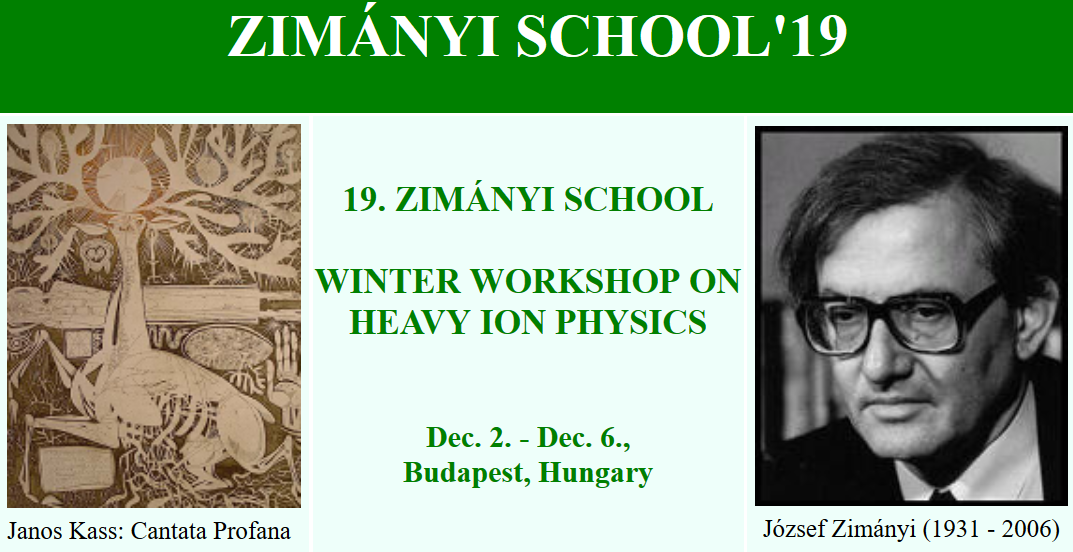 ZIMÁNYI SCHOOL'19
19. ZIMÁNYI SCHOOL
WINTER WORKSHOP ON
HEAVY ION PHYSICS
Dec. 2. - Dec. 6.,
Budapest, Hungary
Janos Kass: Cantata Profana
József Zimányi (1931 - 2006)